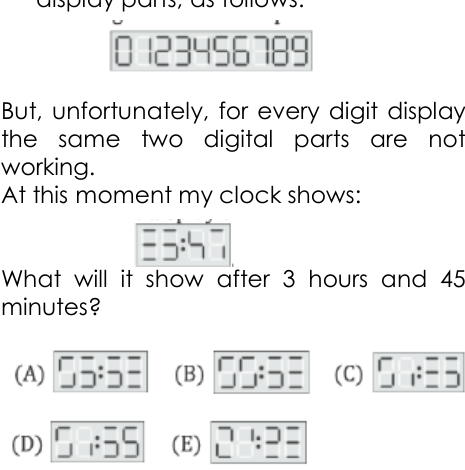 display parts, as follows:
0123456789
But, unfortunately, for every digit display
the same two digital parts are not
working.
At this moment my clock shows:
What will it show after 3 hours and 45
minutes?
(A) (B) (C)
(D) (E)